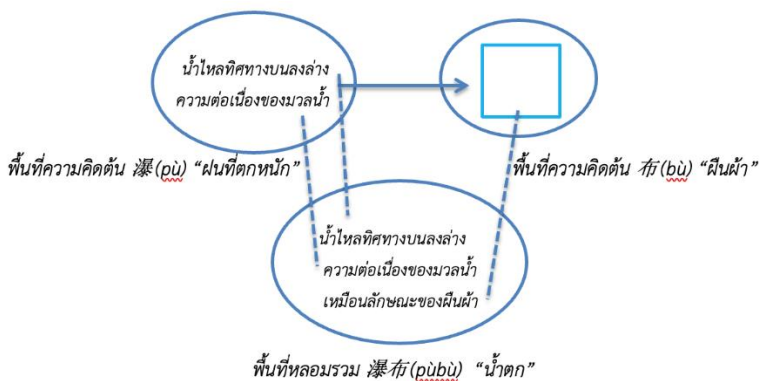 น้ำไหลทิศทางบนลงล่าง
ความต่อเนื่องของมวลน้ำ
พื้นที่ความคิดต้น 瀑(pù) “ฝนที่ตกหนัก”
พื้นที่ความคิดต้น 布(bù) “ผืนผ้า”
น้ำไหลทิศทางบนลงล่าง
ความต่อเนื่องของมวลน้ำ
เหมือนลักษณะของผืนผ้า
พื้นที่หลอมรวม 瀑布(pùbù) “น้ำตก”